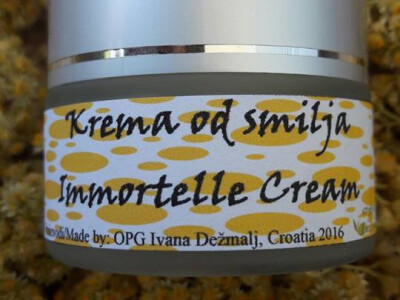 Krema od smilja
Immortelle Cream
/Made by: OPG Ivana Dežmalj, Croatia 2016